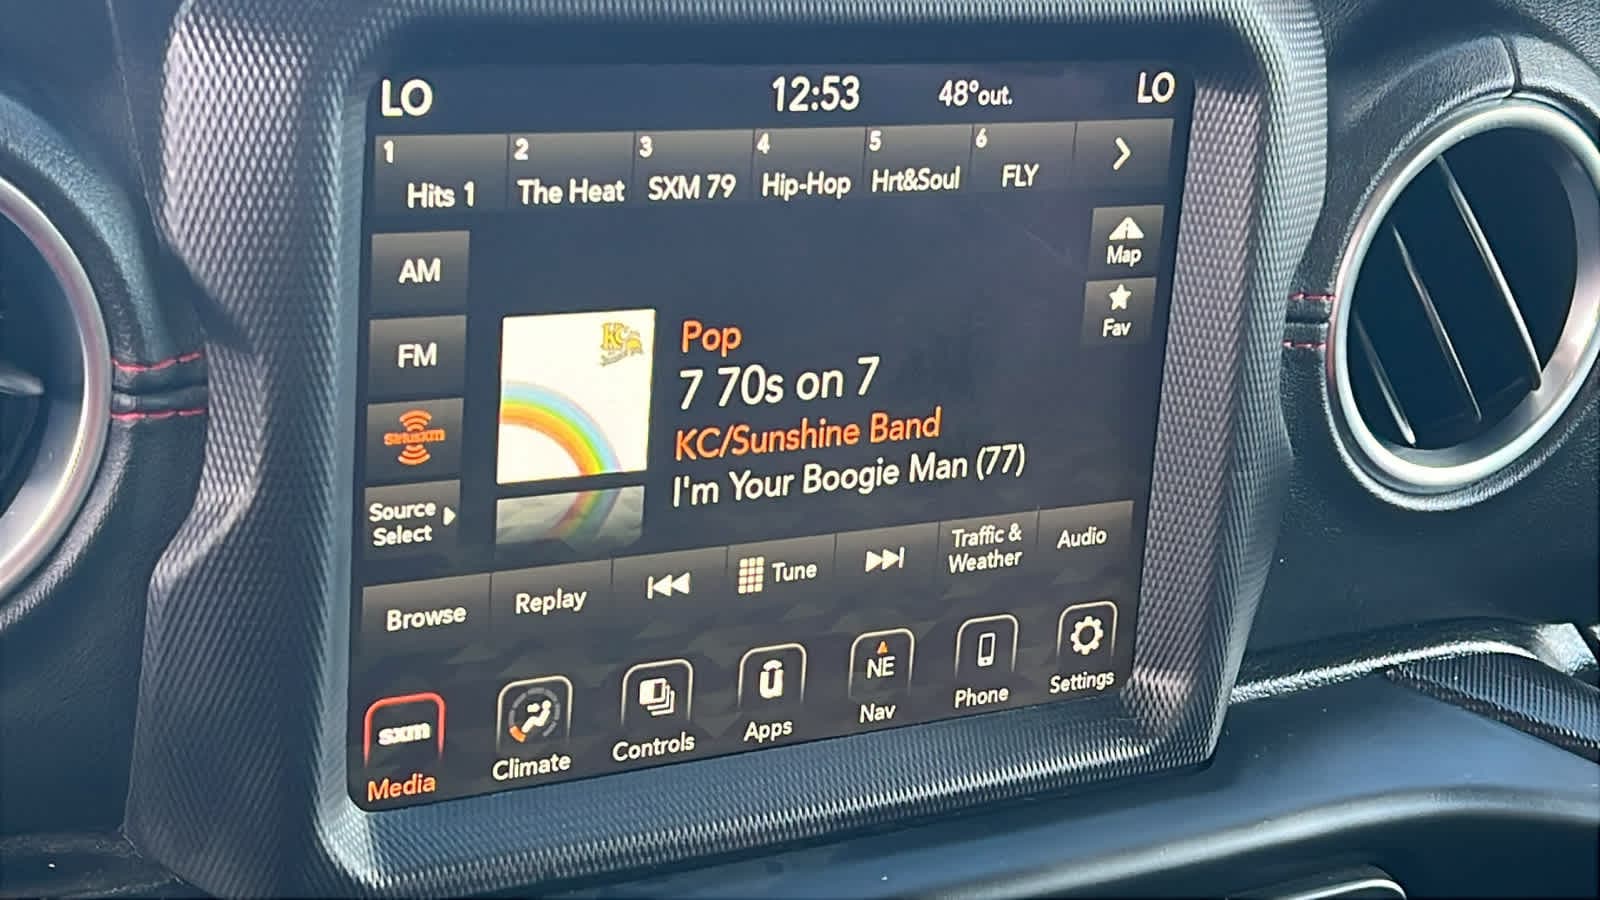 LO 12:53 48°out. LO
1 2 3 4 5 6
Hits 1 The Heat SXM 79 Hip-Hop Hrt&Soul FLY
AM
FM
SiriusXM
Source
Select
Map
Fav
KC
Pop
7 70s on 7
KC/Sunshine Band
I'm Your Boogie Man (77)
Browse Replay Tune Traffic &
Weather Audio
sxm NE
Media Climate Controls Apps Nav Phone Settings